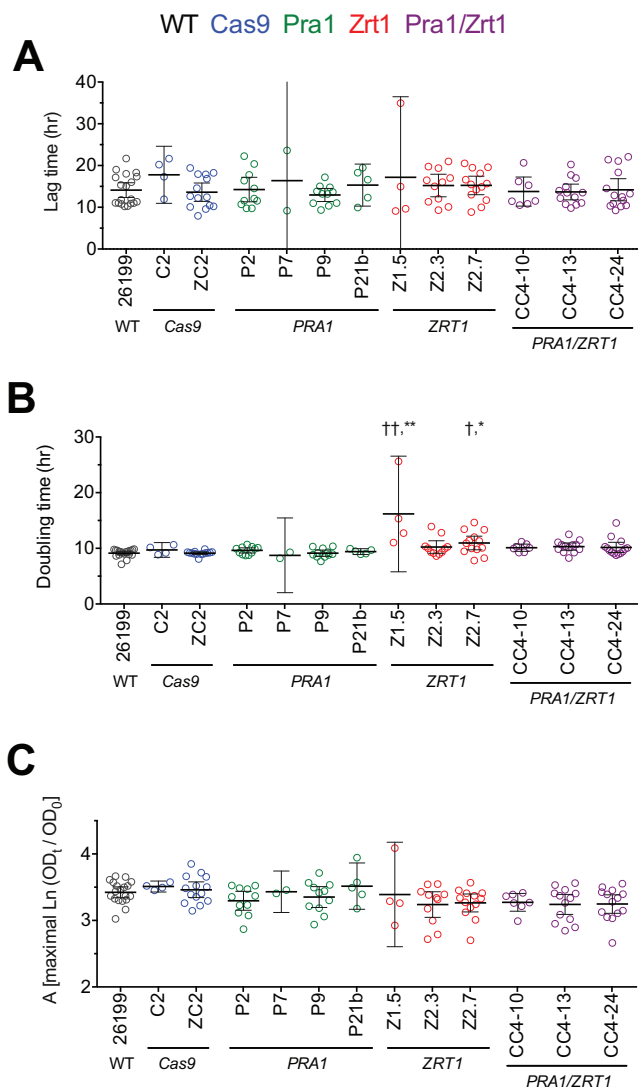 WT Cas9 Pra1 Zrt1 Pra1/Zrt1
A
Lag time (hr)
40
30
20
10
0
26199 C2 ZC2 P2 P7 P9 P21b Z1.5 Z2.3 Z2.7 CC4-10 CC4-13 CC4-24
WT Cas9 PRA1 ZRT1 PRA1/ZRT1
B
Doubling time (hr)
30
20
10
0
††,** †,*
26199 C2 ZC2 P2 P7 P9 P21b Z1.5 Z2.3 Z2.7 CC4-10 CC4-13 CC4-24
WT Cas9 PRA1 ZRT1 PRA1/ZRT1
C
A [maximal Ln (ODt / OD0]
4
3
2
26199 C2 ZC2 P2 P7 P9 P21b Z1.5 Z2.3 Z2.7 CC4-10 CC4-13 CC4-24
WT Cas9 PRA1 ZRT1 PRA1/ZRT1